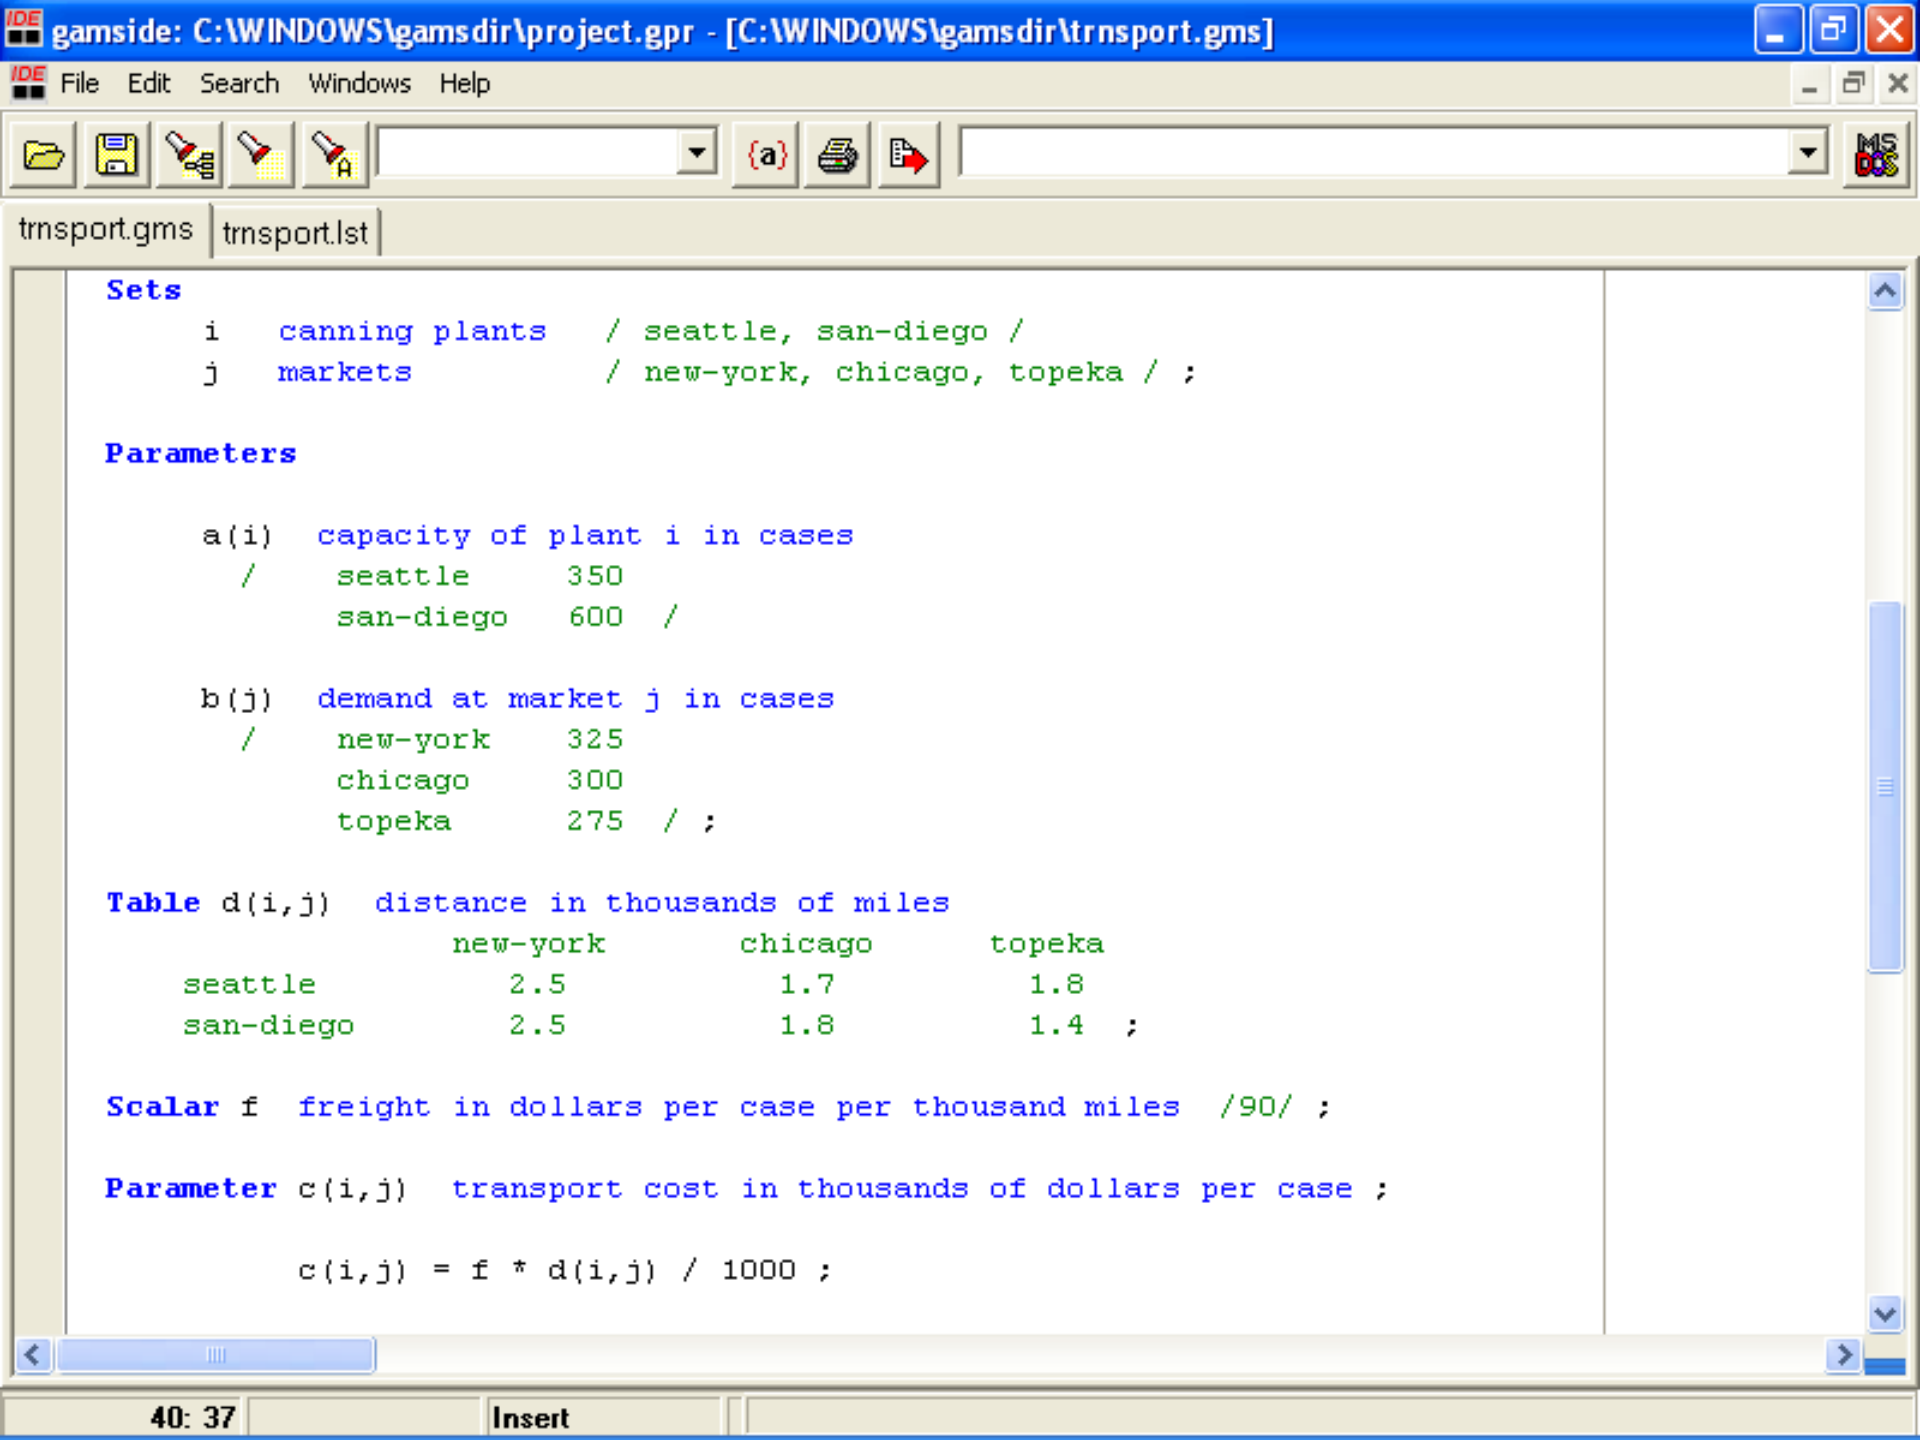 IDE gamside: C:\WINDOWS\gamsdir\project.gpr - [C:\WINDOWS\gamsdir\trnsport.gms]
IDE File Edit Search Windows Help
A {a} MS DOS
trnsport.gms trnsport.lst
Sets
i canning plants / seattle, san-diego /
j markets / new-york, chicago, topeka / ;
Parameters
a(i) capacity of plant i in cases
/ seattle 350
san-diego 600 /
b(j) demand at market j in cases
/ new-york 325
chicago 300
topeka 275 / ;
Table d(i,j) distance in thousands of miles
new-york chicago topeka
seattle 2.5 1.7 1.8
san-diego 2.5 1.8 1.4 ;
Scalar f freight in dollars per case per thousand miles /90/ ;
Parameter c(i,j) transport cost in thousands of dollars per case ;
c(i,j) = f * d(i,j) / 1000 ;
40: 37 Insert